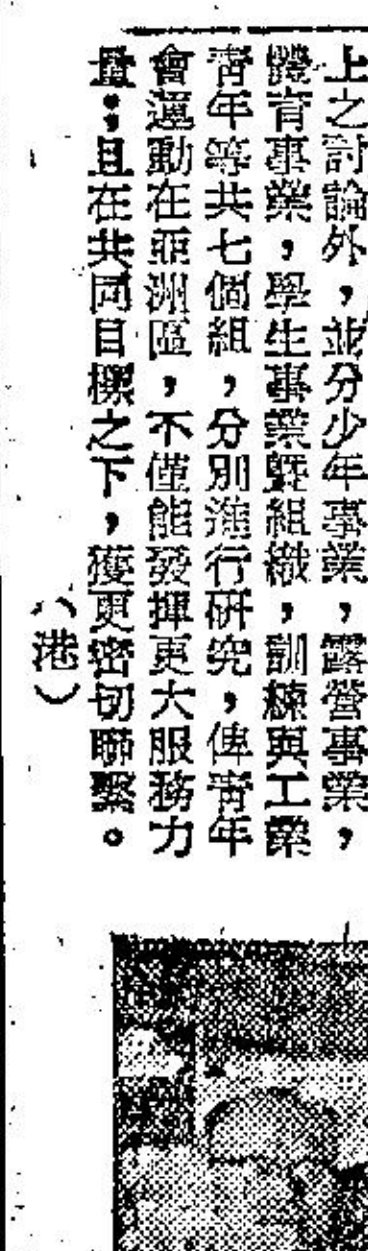 上之討論外，並分少年事業，露營事業，
體育事業，學生事業暨組織，訓練與工業
青年等共七個組，分別進行研究，俾青年
會運動在亞洲區，不僅能發揮更大服務力
量；且在共同目標之下，獲更密切聯繫。
（港）